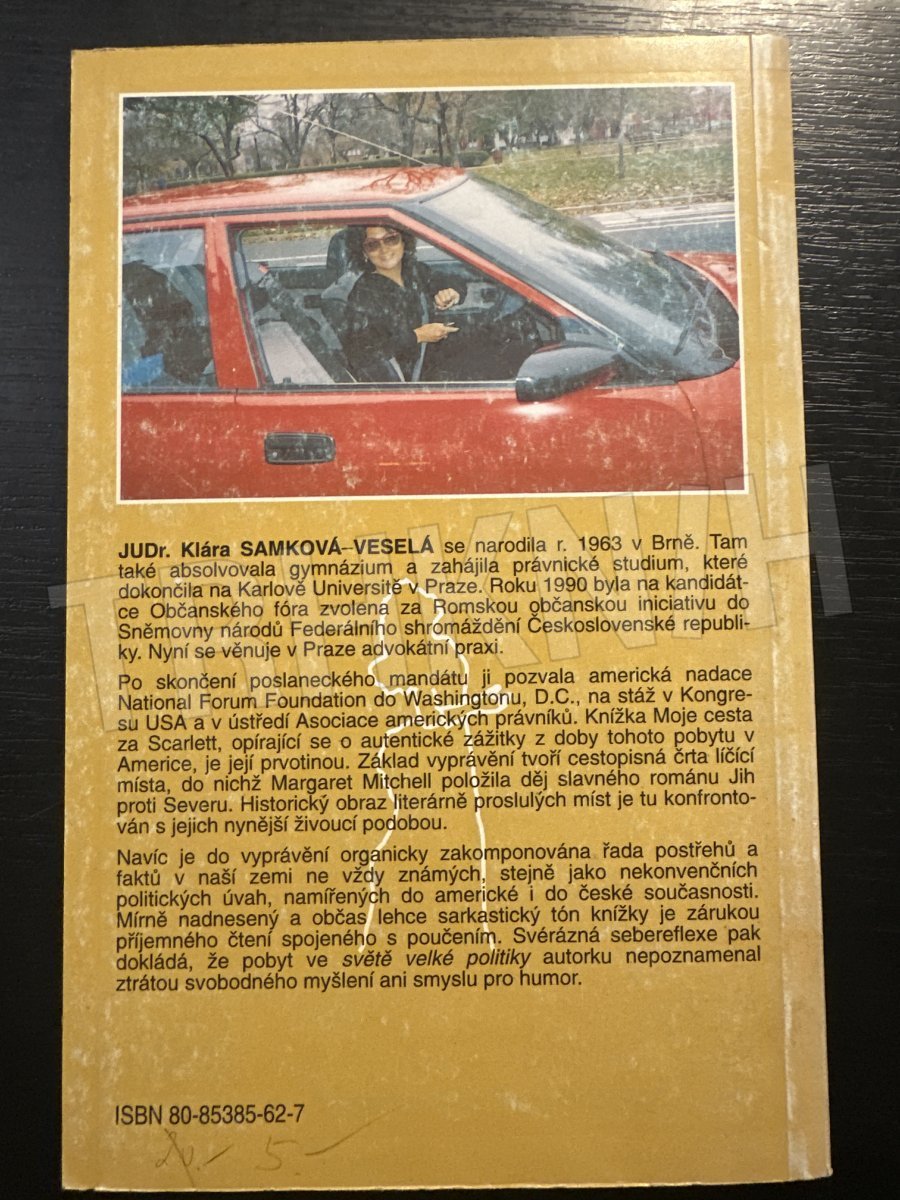 JUDr. Klára SAMKOVÁ–VESELÁ se narodila r. 1963 v Brně. Tam
také absolvovala gymnázium a zahájila právnické studium, které
dokončila na Karlově Universitě v Praze. Roku 1990 byla na kandidát-
ce Občanského fóra zvolena za Romskou občanskou iniciativu do
Sněmovny národů Federálního shromáždění Československé republi-
ky. Nyní se věnuje v Praze advokátní praxi.
Po skončení poslaneckého mandátu ji pozvala americká nadace
National Forum Foundation do Washingtonu, D.C., na stáž v Kongre-
su USA a v ústředí Asociace amerických právníků. Knížka Moje cesta
za Scarlett, opírající se o autentické zážitky z doby tohoto pobytu v
Americe, je její prvotinou. Základ vyprávění tvoří cestopisná črta líčící
místa, do nichž Margaret Mitchell položila děj slavného románu Jih
proti Severu. Historický obraz literárně proslulých míst je tu konfronto-
ván s jejich nynější živoucí podobou.
Navíc je do vyprávění organicky zakomponována řada postřehů a
faktů v naší zemi ne vždy známých, stejně jako nekonvenčních
politických úvah, namířených do americké i do české současnosti.
Mírně nadnesený a občas lehce sarkastický tón knížky je zárukou
příjemného čtení spojeného s poučením. Svérázná sebereflexe pak
dokládá, že pobyt ve světě velké politiky autorku nepoznamenal
ztrátou svobodného myšlení ani smyslu pro humor.
ISBN 80-85385-62-7
20.- 5.-